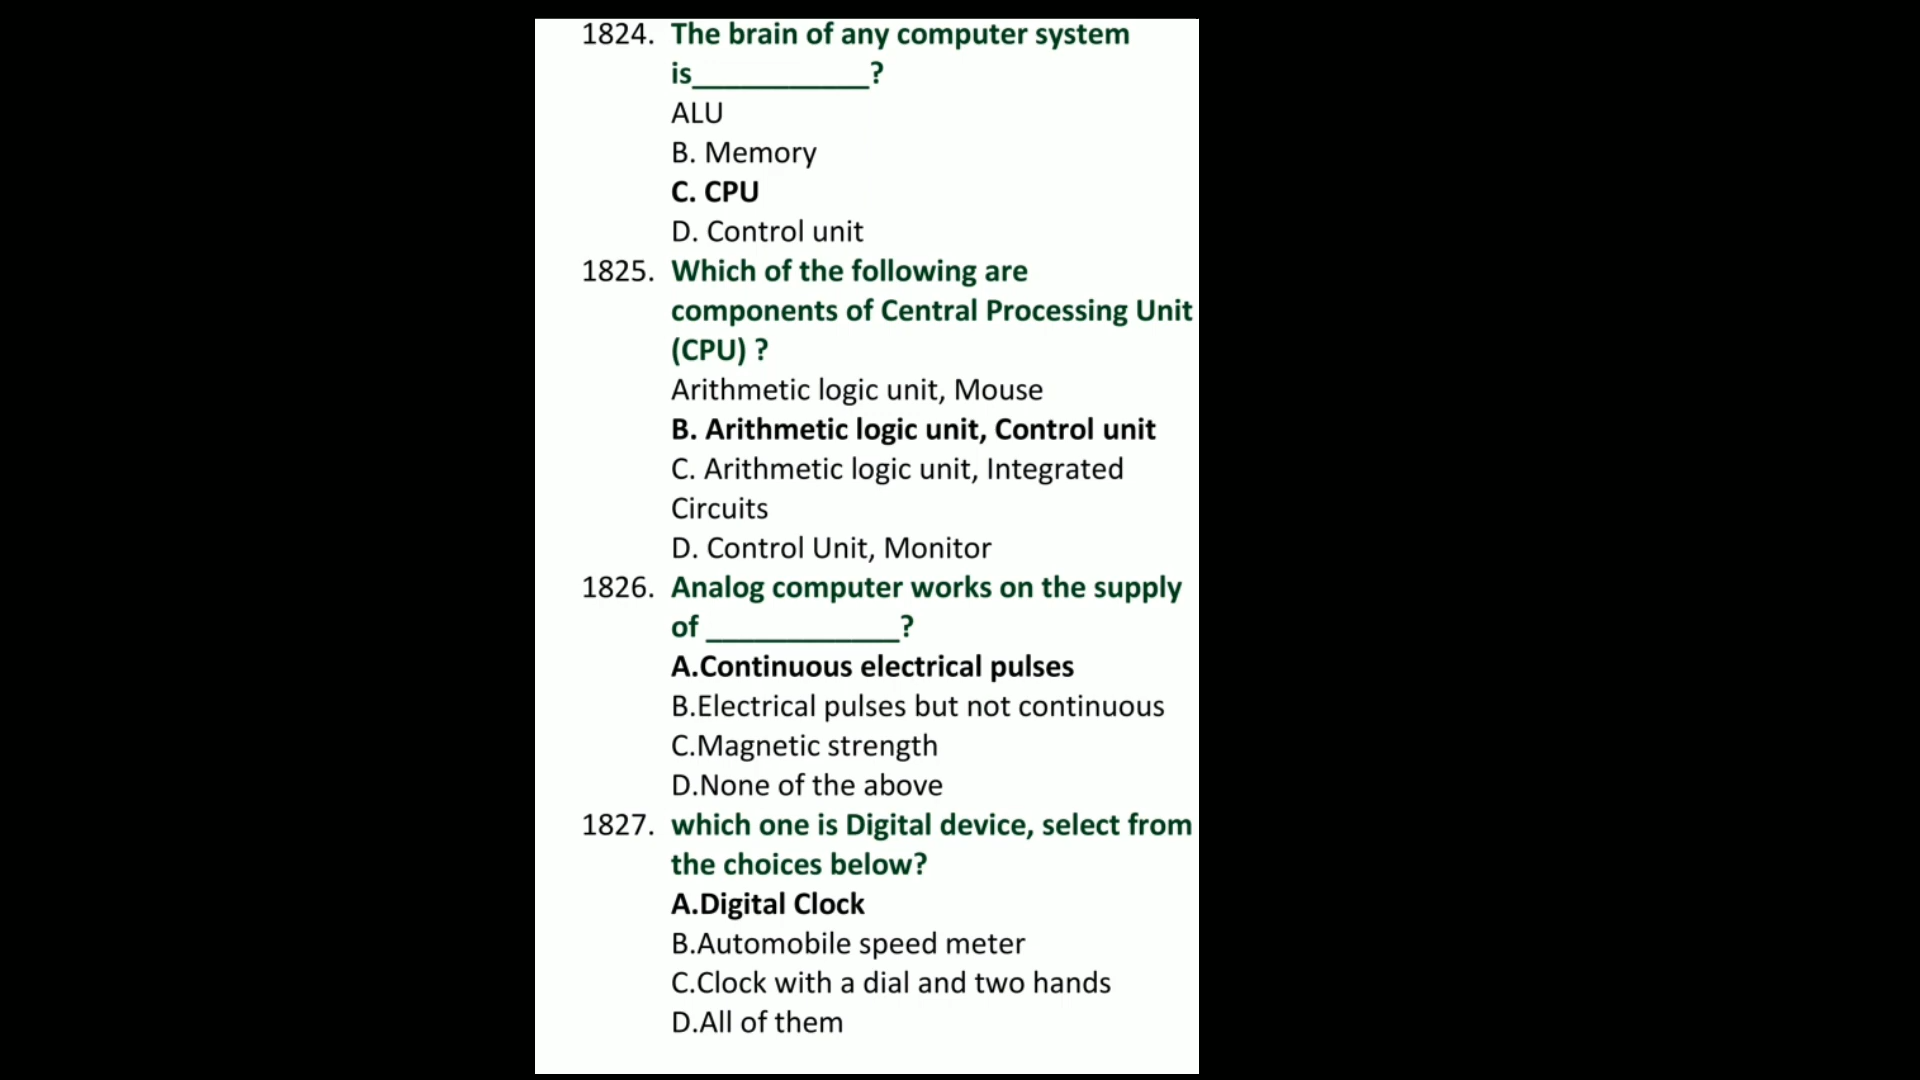 1824. The brain of any computer system
is___________?
ALU
B. Memory
C. CPU
D. Control unit
1825. Which of the following are
components of Central Processing Unit
(CPU) ?
Arithmetic logic unit, Mouse
B. Arithmetic logic unit, Control unit
C. Arithmetic logic unit, Integrated
Circuits
D. Control Unit, Monitor
1826. Analog computer works on the supply
of ____________?
A.Continuous electrical pulses
B.Electrical pulses but not continuous
C.Magnetic strength
D.None of the above
1827. which one is Digital device, select from
the choices below?
A.Digital Clock
B.Automobile speed meter
C.Clock with a dial and two hands
D.All of them